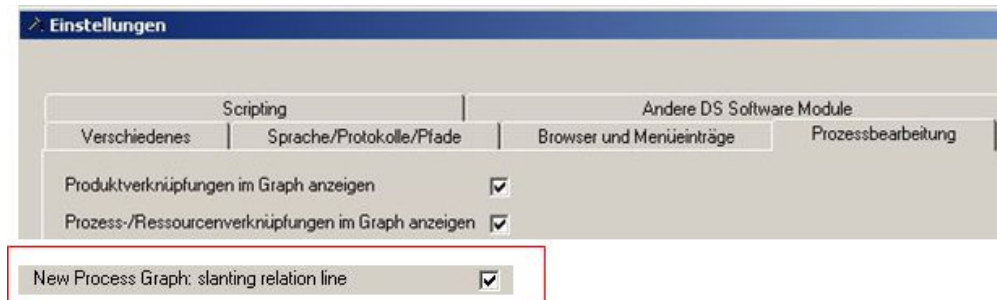 Einstellungen
Scripting
Andere DS Software Module
Verschiedenes
Sprache/Protokolle/Pfade
Browser und Menüeinträge
Prozessbearbeitung
Produktverknüpfungen im Graph anzeigen
Prozess-/Ressourcenverknüpfungen im Graph anzeigen
New Process Graph: slanting relation line